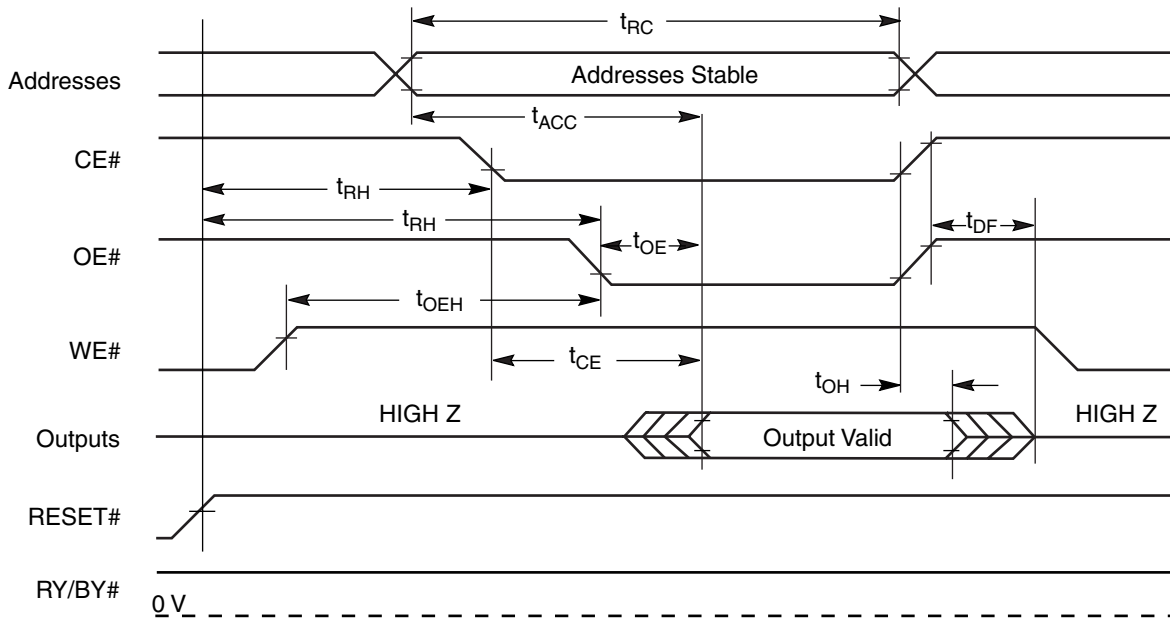 tRC
Addresses
Addresses Stable
tACC
CE#
tRH
tRH
tDF
OE#
tOE
tOEH
WE#
tCE
tOH
HIGH Z
HIGH Z
Outputs
Output Valid
RESET#
RY/BY#
0 V